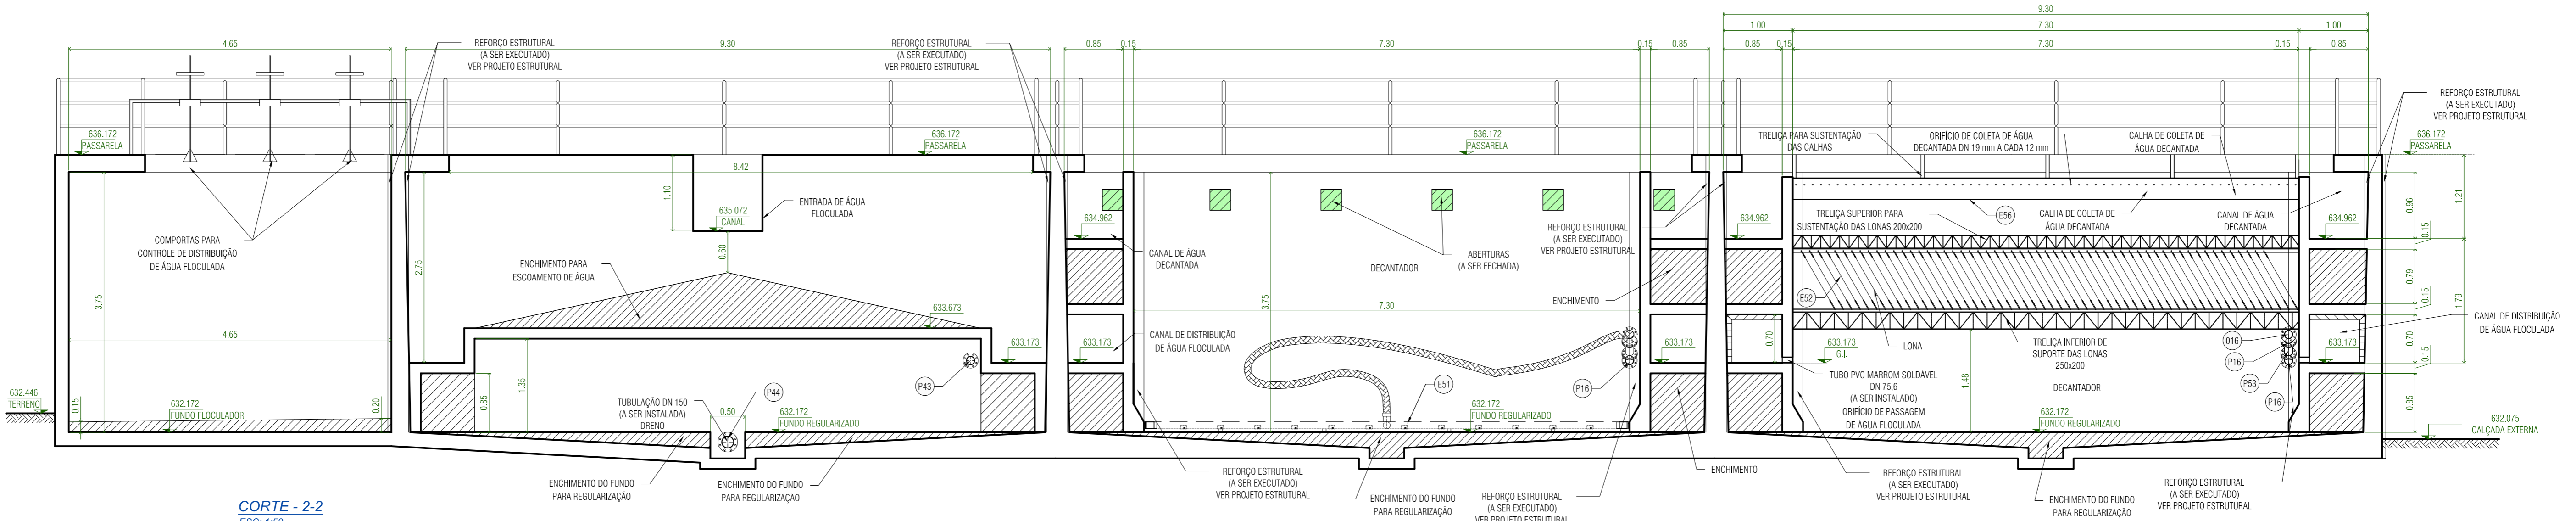 9.30
1.00
7.30
1.00
4.65
REFORÇO ESTRUTURAL
(A SER EXECUTADO)
VER PROJETO ESTRUTURAL
9.30
REFORÇO ESTRUTURAL
(A SER EXECUTADO)
VER PROJETO ESTRUTURAL
0.85
0.15
7.30
0.15
0.85
0.85
0.15
7.30
0.15
0.85
REFORÇO ESTRUTURAL
(A SER EXECUTADO)
VER PROJETO ESTRUTURAL
636.172
PASSARELA
636.172
PASSARELA
636.172
PASSARELA
TRELIÇA PARA SUSTENTAÇÃO
DAS CALHAS
ORIFÍCIO DE COLETA DE ÁGUA
DECANTADA DN 19 mm A CADA 12 mm
CALHA DE COLETA DE
ÁGUA DECANTADA
636.172
PASSARELA
8.42
1.10
ENTRADA DE ÁGUA
FLOCULADA
635.072
CANAL
0.60
COMPORTAS PARA
CONTROLE DE DISTRIBUIÇÃO
DE ÁGUA FLOCULADA
2.75
ENCHIMENTO PARA
ESCOAMENTO DE ÁGUA
633.673
3.75
4.65
634.962
CANAL DE ÁGUA
DECANTADA
DECANTADOR
ABERTURAS
(A SER FECHADA)
REFORÇO ESTRUTURAL
(A SER EXECUTADO)
VER PROJETO ESTRUTURAL
ENCHIMENTO
3.75
7.30
634.962
TRELIÇA SUPERIOR PARA
SUSTENTAÇÃO DAS LONAS 200x200
E56
CALHA DE COLETA DE
ÁGUA DECANTADA
CANAL DE ÁGUA
DECANTADA
634.962
0.96
1.21
0.15
0.79
0.15
1.79
0.70
0.15
0.85
E52
CANAL DE DISTRIBUIÇÃO
DE ÁGUA FLOCULADA
CANAL DE DISTRIBUIÇÃO
DE ÁGUA FLOCULADA
633.173
633.173
633.173
0.70
633.173
G.I.
LONA
TRELIÇA INFERIOR DE
SUPORTE DAS LONAS
250x200
O16
P16
P53
P16
633.173
1.35
0.85
P43
P44
P16
E51
TUBO PVC MARROM SOLDÁVEL
DN 75,6
(A SER INSTALADO)
ORIFÍCIO DE PASSAGEM
DE ÁGUA FLOCULADA
1.48
DECANTADOR
632.446
TERRENO
0.15
632.172
FUNDO FLOCULADOR
0.20
TUBULAÇÃO DN 150
(A SER INSTALADA)
DRENO
0.50
632.172
FUNDO REGULARIZADO
632.172
FUNDO REGULARIZADO
632.172
FUNDO REGULARIZADO
632.075
CALÇADA EXTERNA
ENCHIMENTO DO FUNDO
PARA REGULARIZAÇÃO
ENCHIMENTO DO FUNDO
PARA REGULARIZAÇÃO
REFORÇO ESTRUTURAL
(A SER EXECUTADO)
VER PROJETO ESTRUTURAL
ENCHIMENTO DO FUNDO
PARA REGULARIZAÇÃO
REFORÇO ESTRUTURAL
(A SER EXECUTADO)
VER PROJETO ESTRUTURAL
ENCHIMENTO
REFORÇO ESTRUTURAL
(A SER EXECUTADO)
VER PROJETO ESTRUTURAL
ENCHIMENTO DO FUNDO
PARA REGULARIZAÇÃO
REFORÇO ESTRUTURAL
(A SER EXECUTADO)
VER PROJETO ESTRUTURAL
CORTE - 2-2